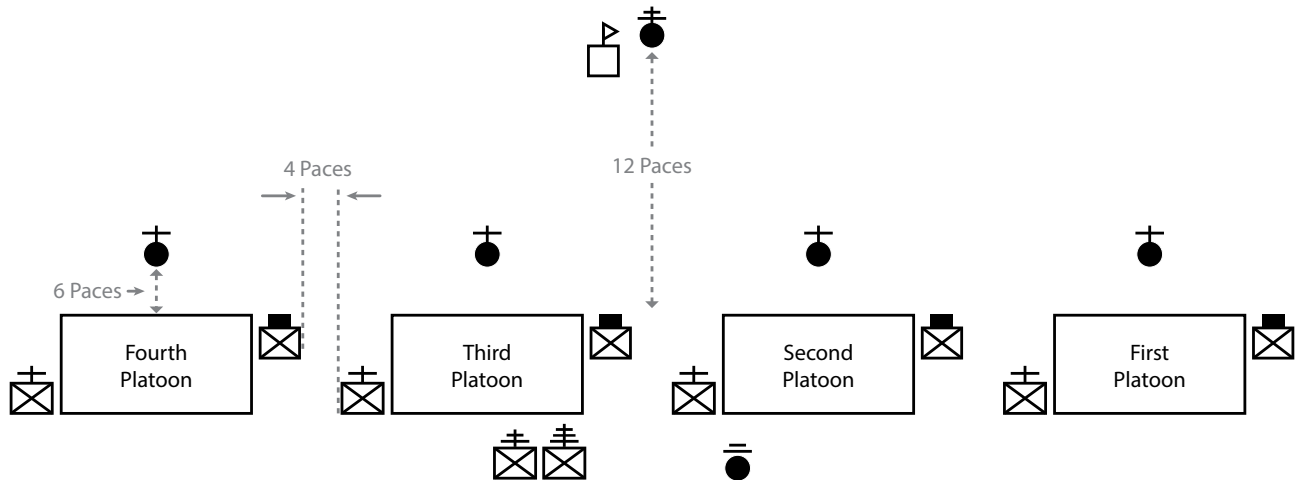 4 Paces
12 Paces
6 Paces
Fourth
Platoon
Third
Platoon
Second
Platoon
First
Platoon